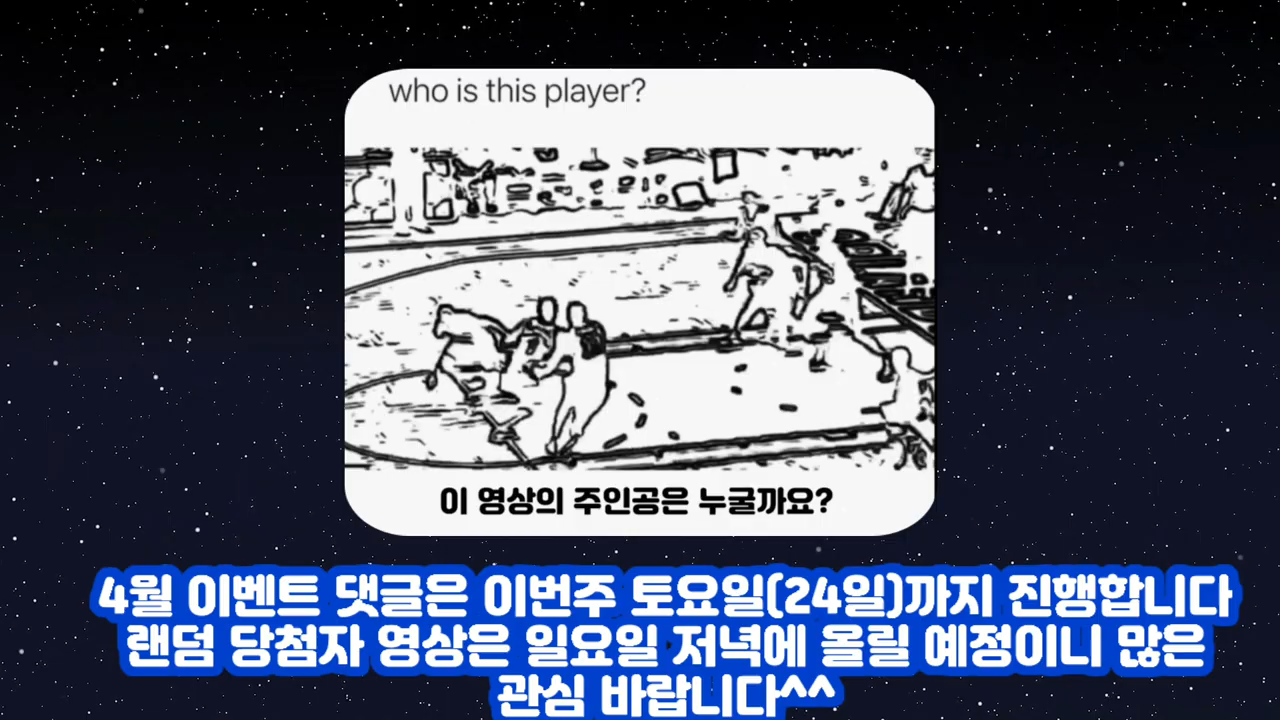 who is this player?
이 영상의 주인공은 누굴까요?
4월 이벤트 댓글은 이번주 토요일(24일)까지 진행합니다
랜덤 당첨자 영상은 일요일 저녁에 올릴 예정이니 많은
관심 바랍니다^^